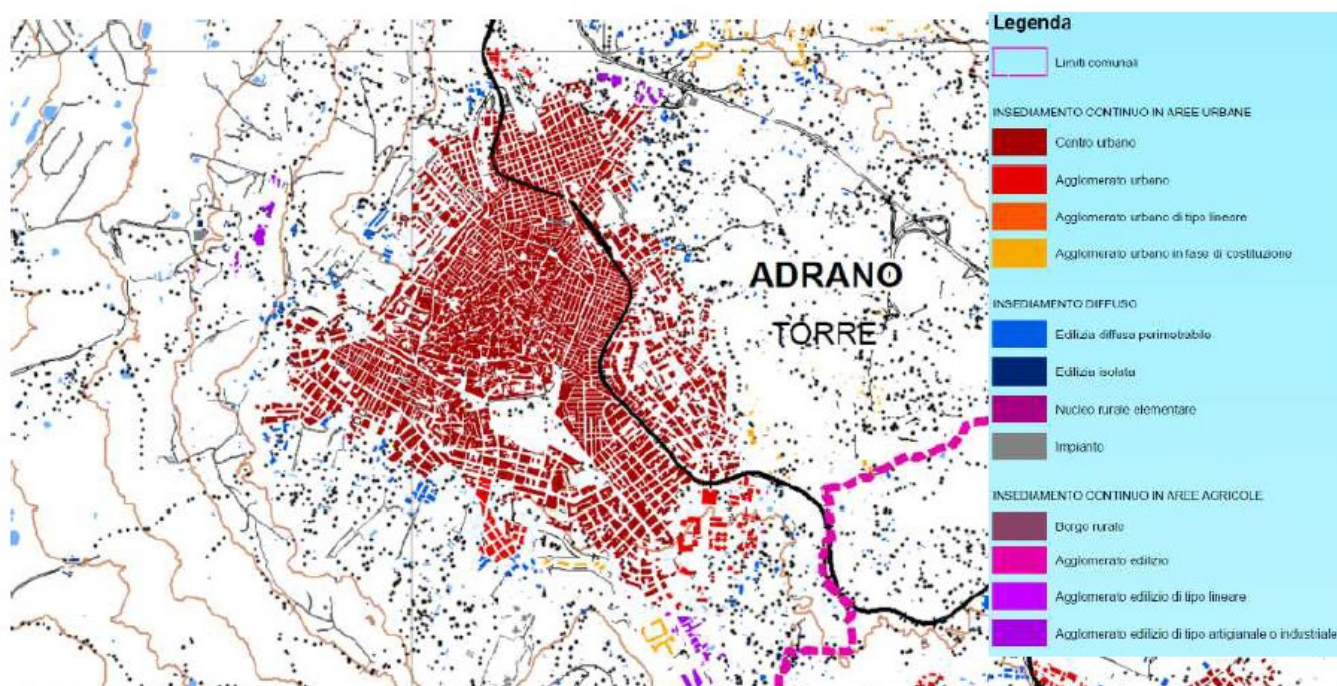 ADRANO
TORRE
Legenda
Limiti comunali
INSEDIAMENTO CONTINUO IN AREE URBANE
Centro urbano
Agglomerato urbano
Agglomerato urbano di tipo lineare
Agglomerato urbano in fase di costituzione
INSEDIAMENTO DIFFUSO
Edilizia diffusa perimetrabile
Edilizia isolata
Nucleo rurale elementare
Impianto
INSEDIAMENTO CONTINUO IN AREE AGRICOLE
Borgo rurale
Agglomerato edilizio
Agglomerato edilizio di tipo lineare
Agglomerato edilizio di tipo artigianale o industriale